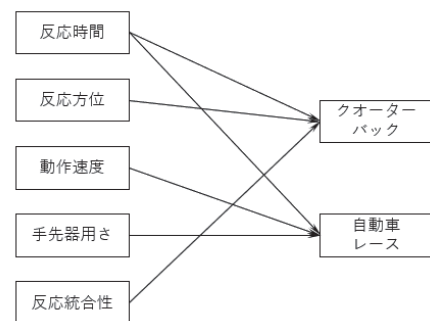 反応時間
反応方位
動作速度
手先器用さ
反応統合性
クオーター
バック
自動車
レース